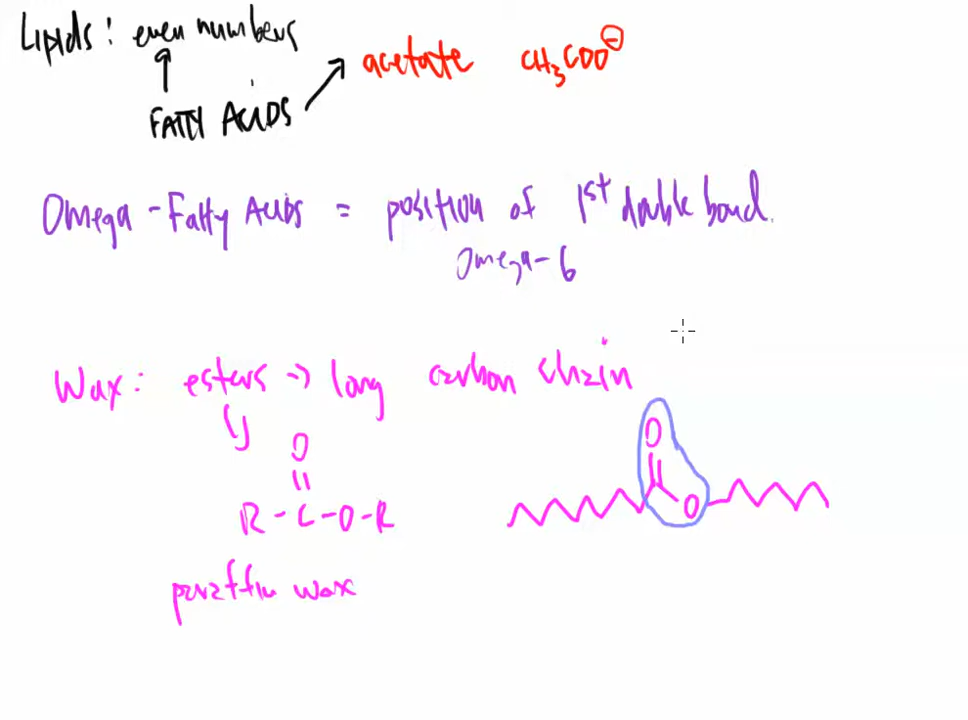 Lipids: even numbers
FATTY ACIDS
acetate CH₃COO⊖
Omega-Fatty Acids = position of 1st double bond.
Omega-6
Wax: esters → long carbon chain
O
R-C-O-R
O
O
paraffin wax